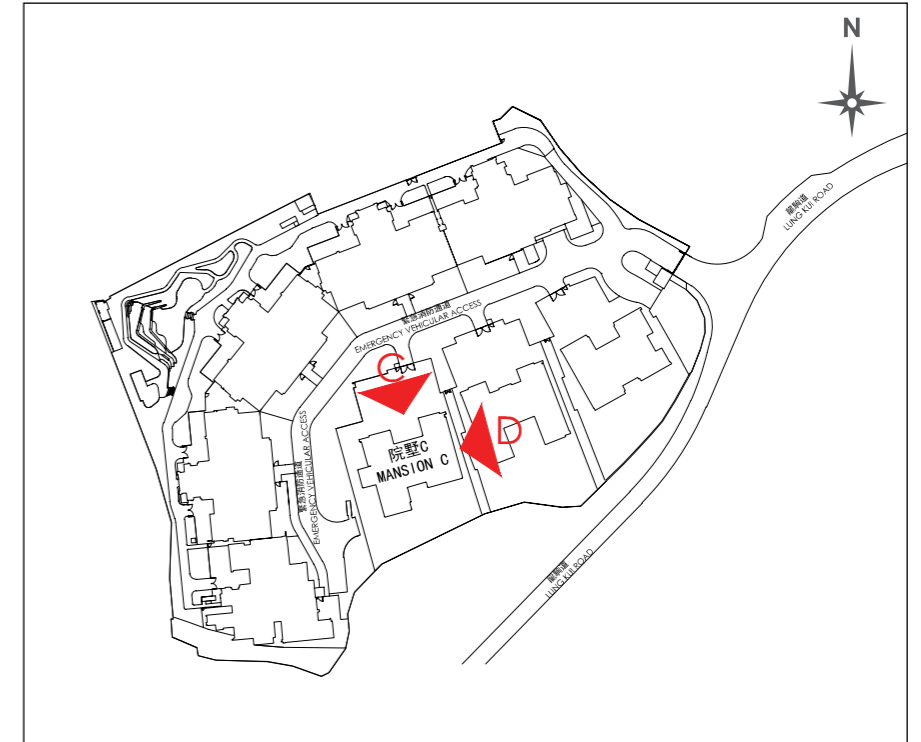 N
龍駒道
LUNG KUI ROAD
緊急消防通道
EMERGENCY VEHICULAR ACCESS
C
D
院墅C
MANSION C
緊急消防通道
EMERGENCY VEHICULAR ACCESS
龍駒道
LUNG KUI ROAD